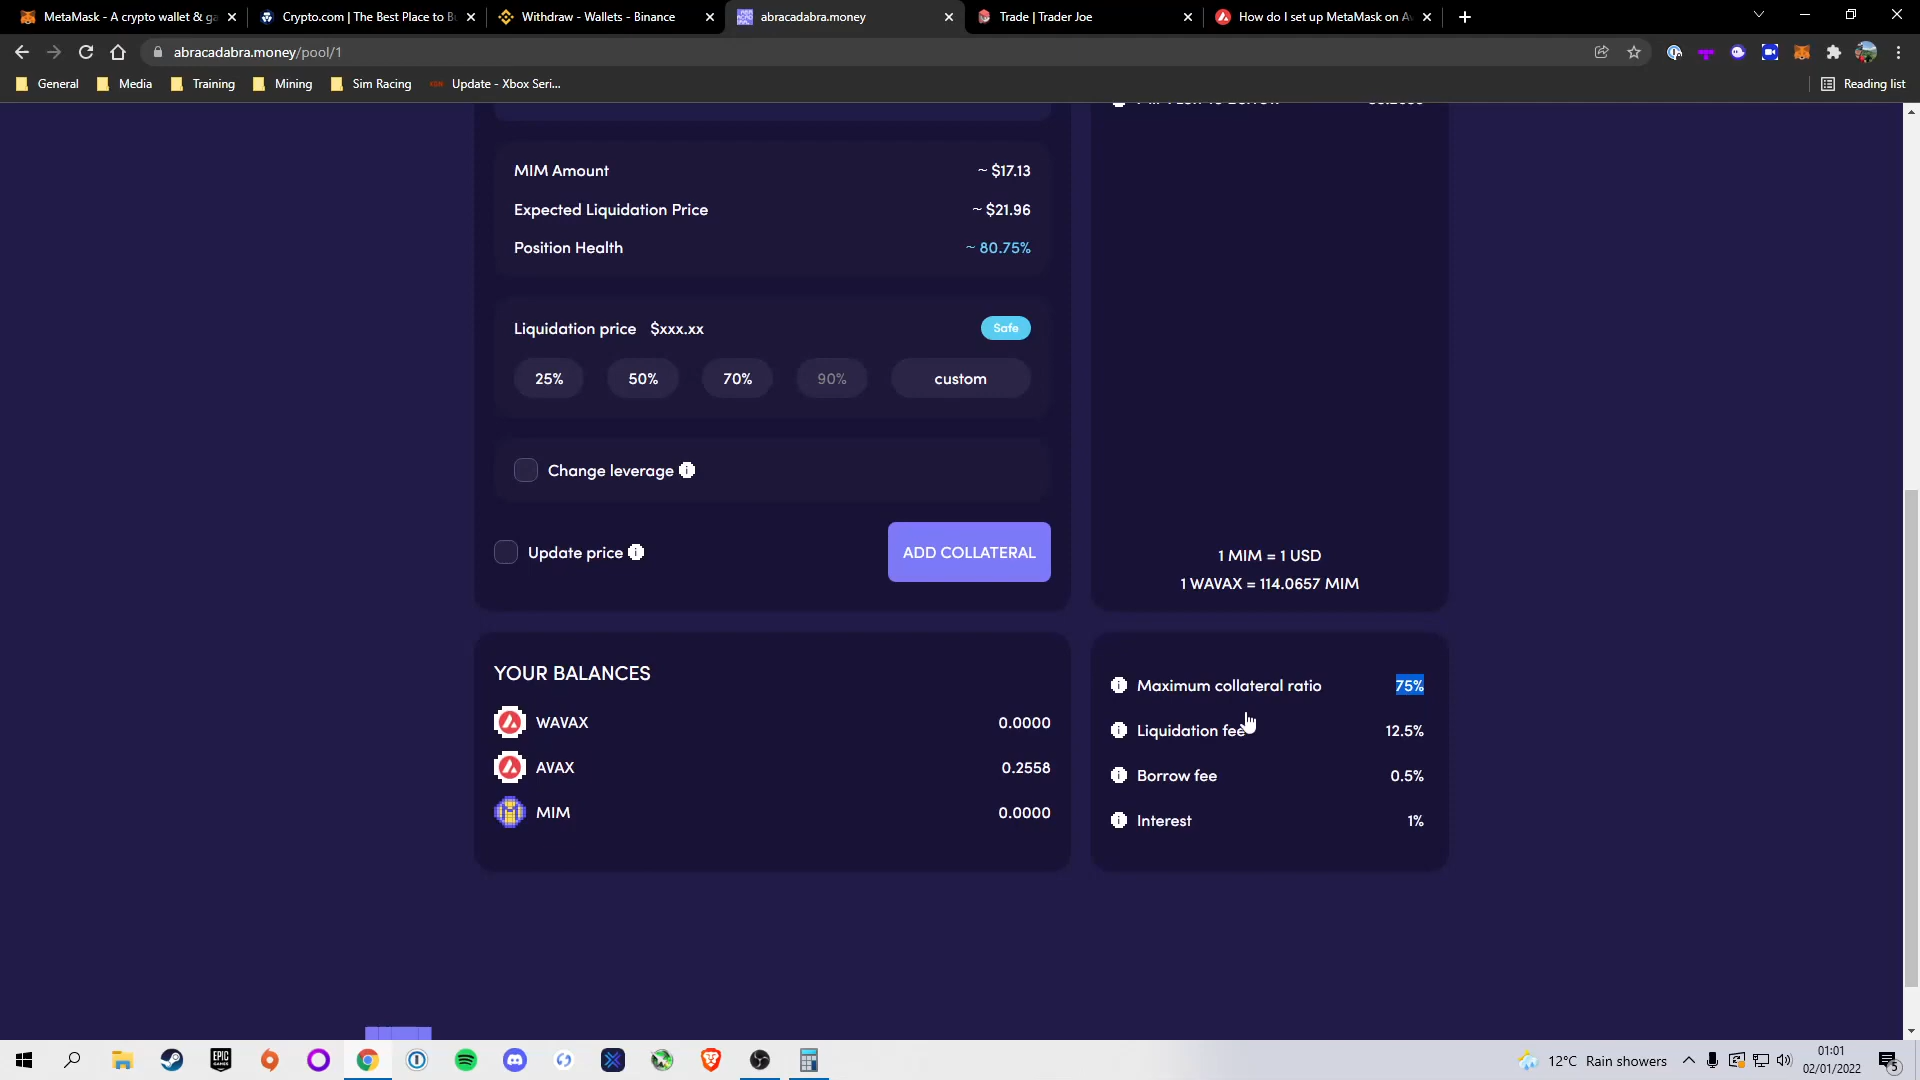 MetaMask - A crypto wallet & ga
Crypto.com | The Best Place to Bu
Withdraw - Wallets - Binance
abracadabra.money
Trade | Trader Joe
How do I set up MetaMask on Av
abracadabra.money/pool/1
General
Media
Training
Mining
Sim Racing
Update - Xbox Seri...
Reading list
MIM Amount ~ $17.13
Expected Liquidation Price ~ $21.96
Position Health ~ 80.75%
Liquidation price $xxx.xx Safe
25% 50% 70% 90% custom
Change leverage
Update price
ADD COLLATERAL
1 MIM = 1 USD
1 WAVAX = 114.0657 MIM
YOUR BALANCES
WAVAX 0.0000
AVAX 0.2558
MIM 0.0000
Maximum collateral ratio 75%
Liquidation fee 12.5%
Borrow fee 0.5%
Interest 1%
EPIC GAMES
12°C Rain showers
01:01
02/01/2022
5